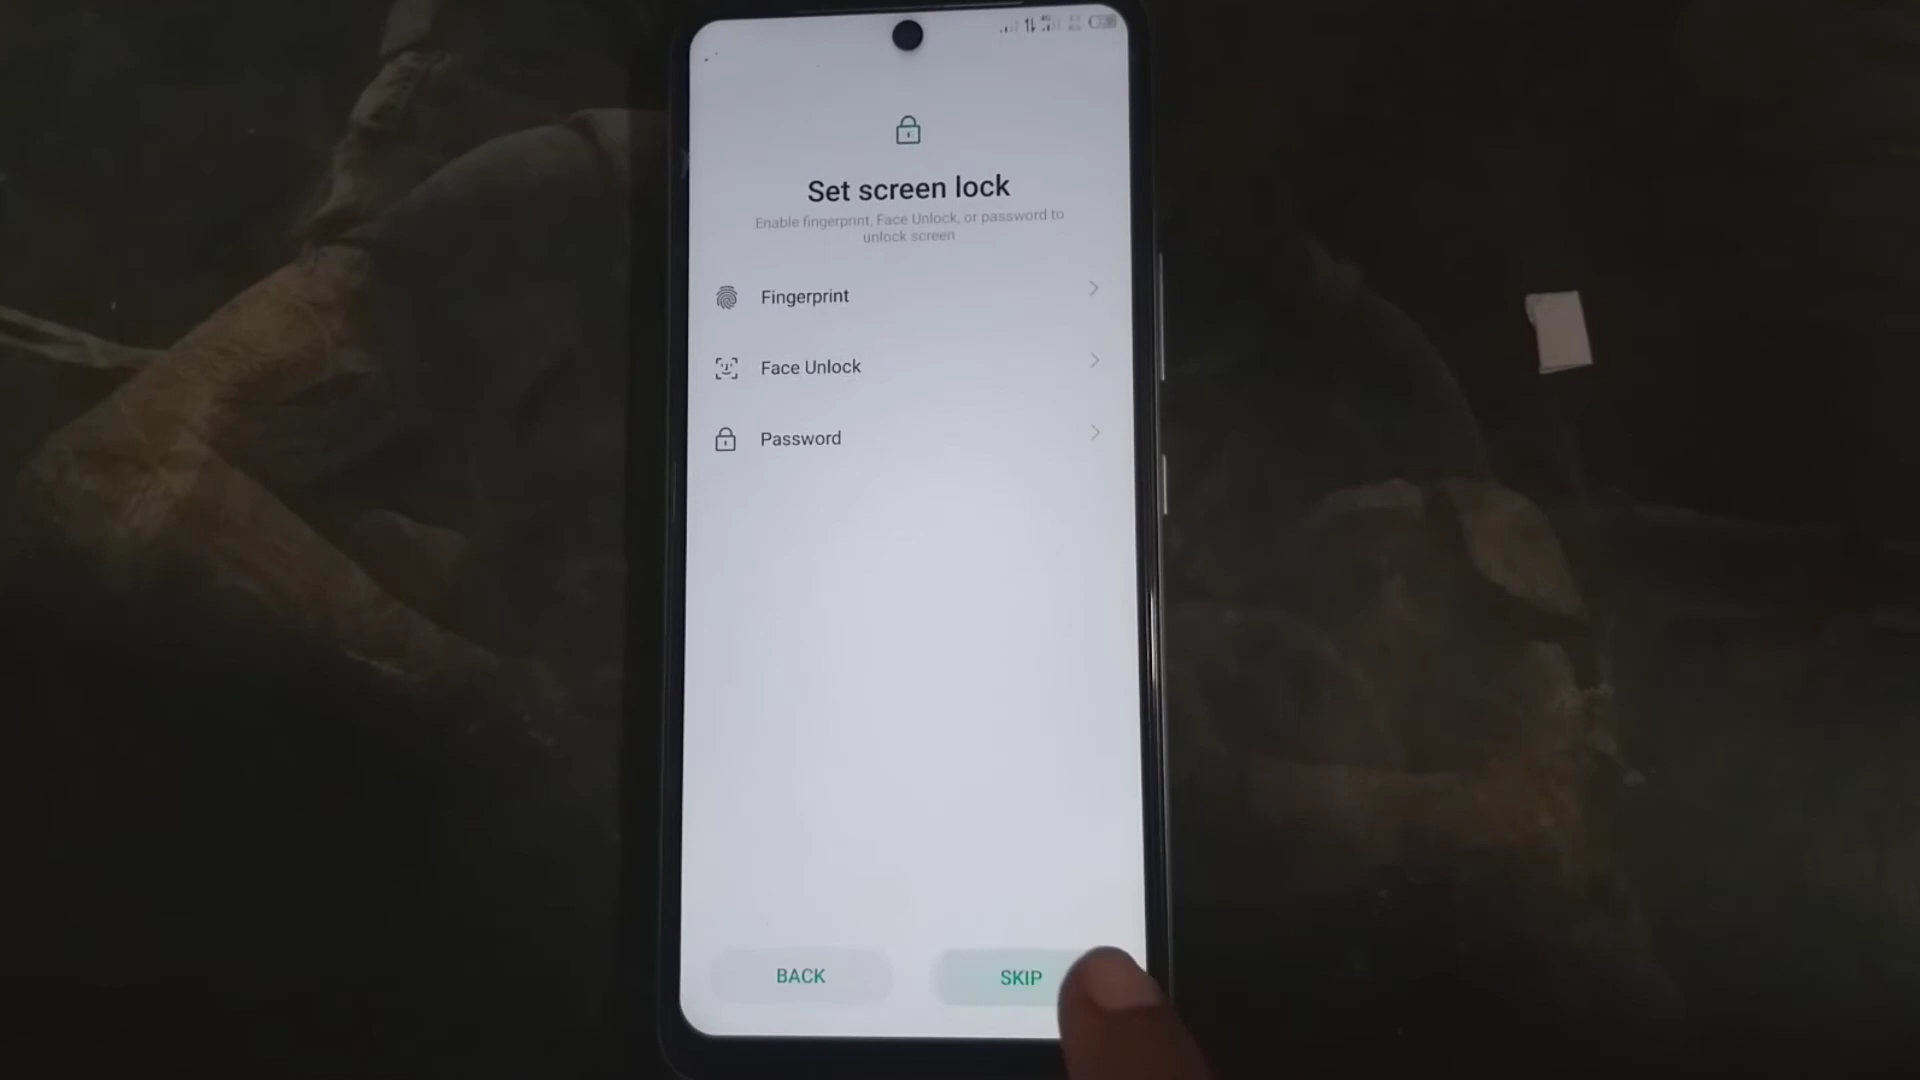 Set screen lock
Enable fingerprint, Face Unlock, or password to
unlock screen
Fingerprint
Face Unlock
Password
BACK
SKIP